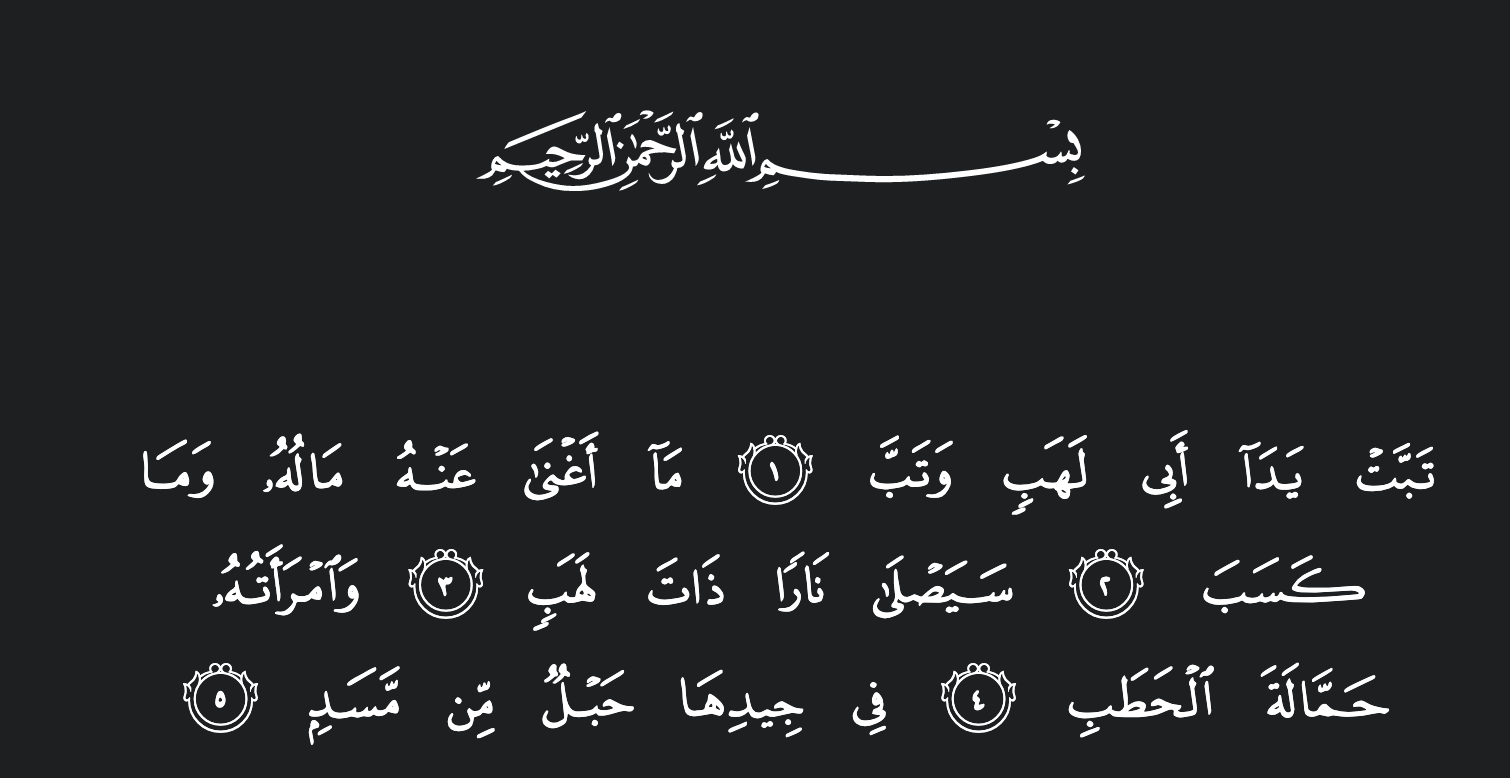 بِسْمِ ٱللَّهِ ٱلرَّحْمَٰنِ ٱلرَّحِيمِ
تَبَّتْ يَدَآ أَبِى لَهَبٍ وَتَبَّ ١ مَآ أَغْنَىٰ عَنْهُ مَالُهُۥ وَمَا
كَسَبَ ٢ سَيَصْلَىٰ نَارًا ذَاتَ لَهَبٍ ٣ وَٱمْرَأَتُهُۥ
حَمَّالَةَ ٱلْحَطَبِ ٤ فِى جِيدِهَا حَبْلٌ مِّن مَّسَدٍ ٥